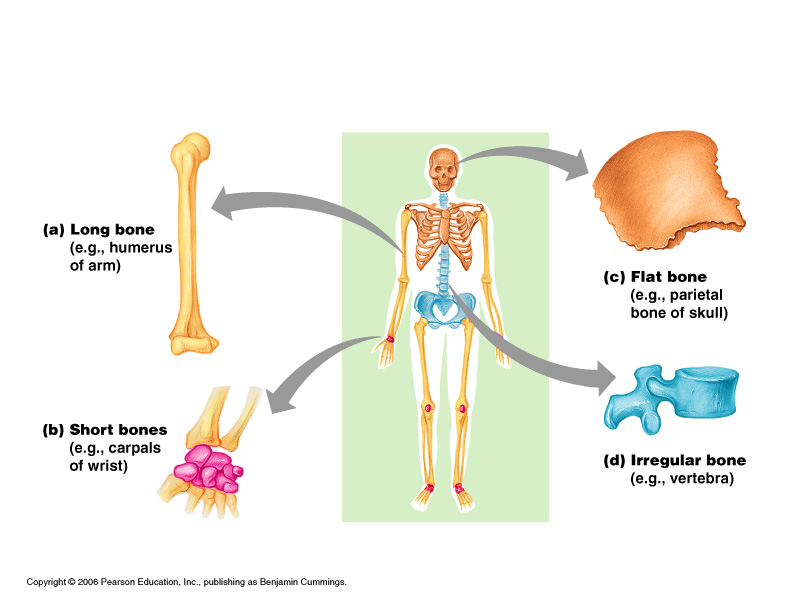 (a) Long bone
(e.g., humerus
of arm)
(b) Short bones
(e.g., carpals
of wrist)
(c) Flat bone
(e.g., parietal
bone of skull)
(d) Irregular bone
(e.g., vertebra)
Copyright © 2006 Pearson Education, Inc., publishing as Benjamin Cummings.